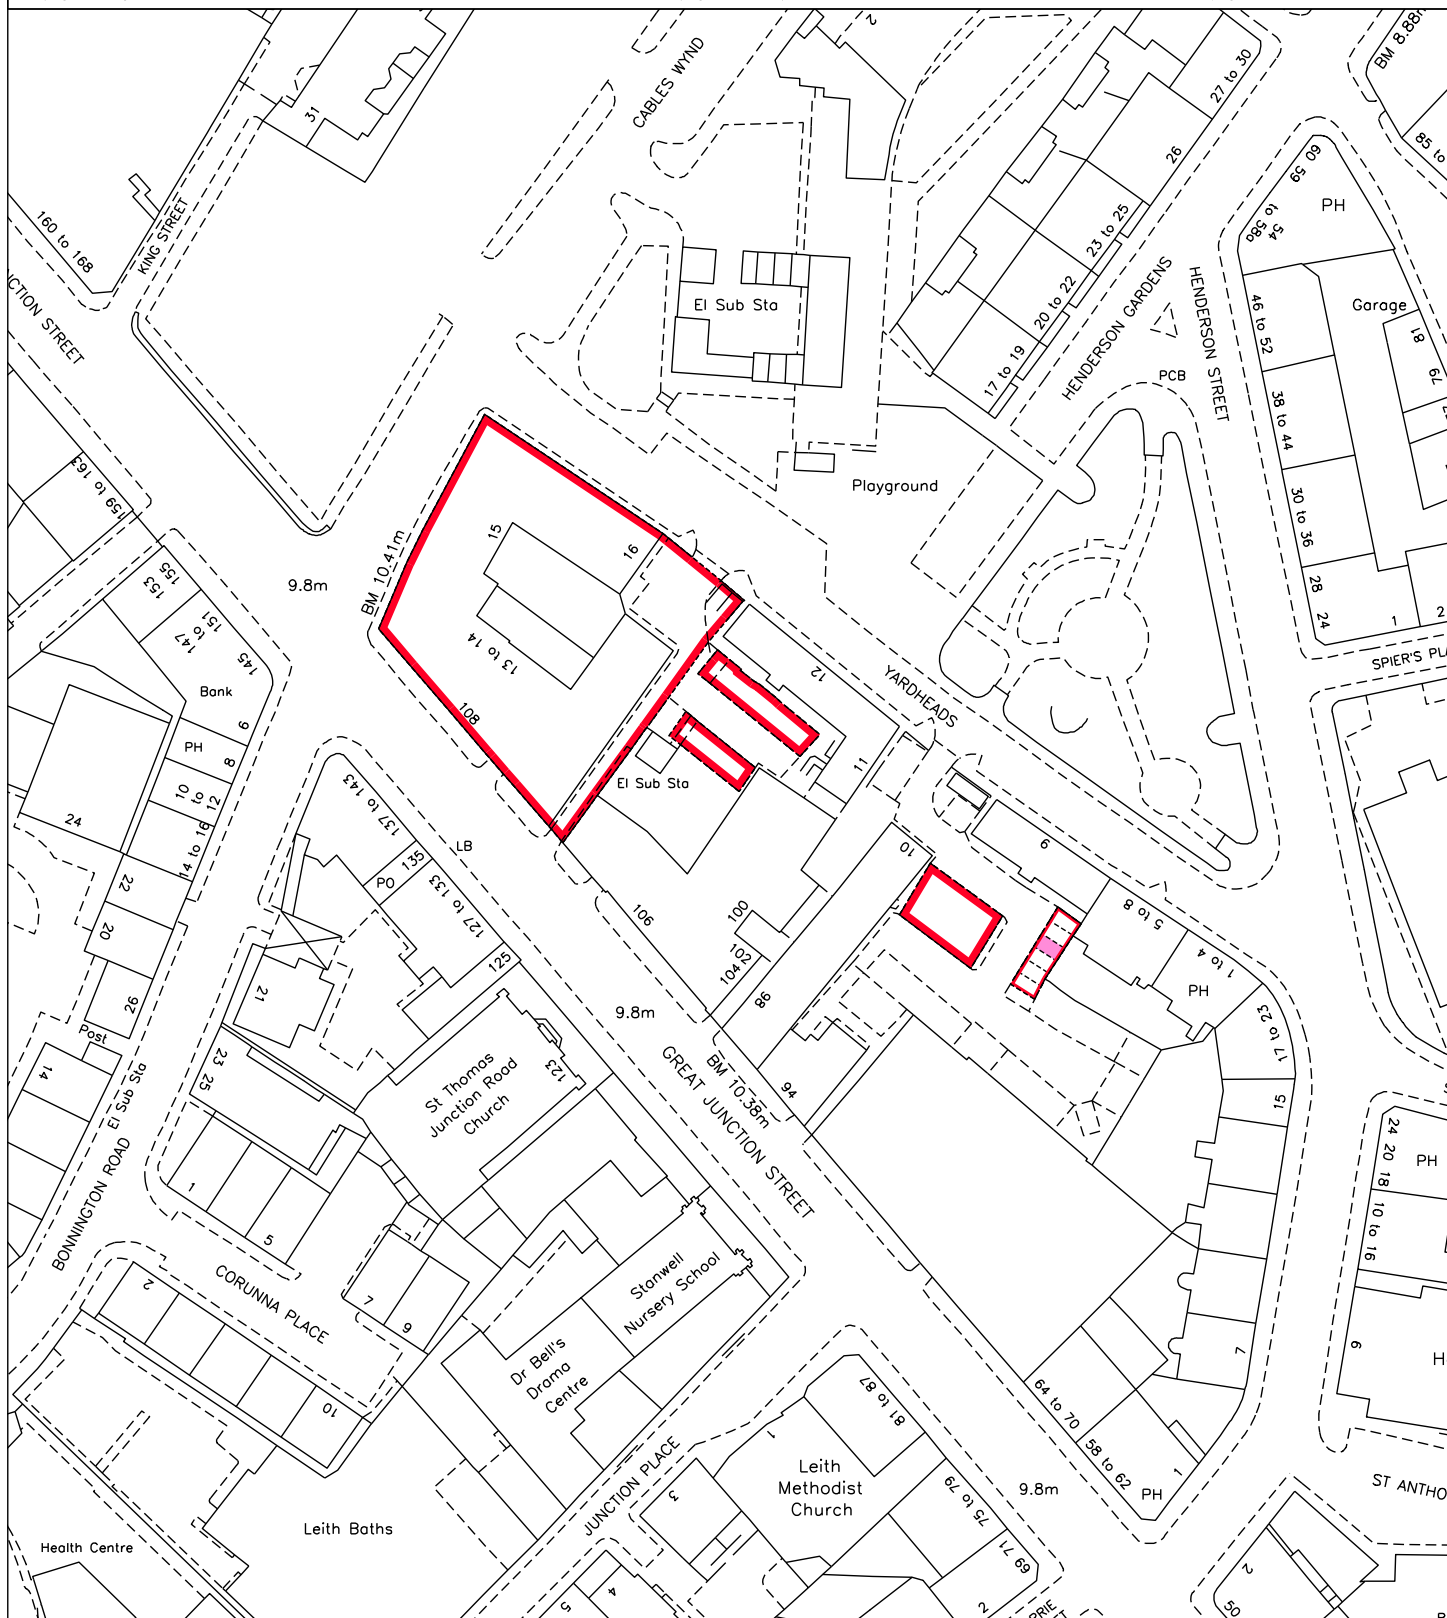 CABLES WYND
2
27 to 30
BM 8.88m
85 to
31
26
60
59
54
to 58a
PH
160 to 168
KING STREET
23 to 25
HENDERSON GARDENS
HENDERSON STREET
El Sub Sta
20 to 22
46 to 52
Garage
81
79
CTION STREET
17 to 19
PCB
38 to 44
159 to 163
Playground
30 to 36
15
16
BM 10.41m
9.8m
28
24
1
2
155
153
151
to
147
145
13 to 14
12
YARDHEADS
SPIER'S PL
Bank
6
PH
8
108
11
10
to
12
El Sub Sta
24
14 to 16
137 to 143
LB
135
PO
127 to 133
10
9
22
20
125
106
100
102
104
5 to 8
1 to 4
PH
26
21
98
9.8m
17 to 23
Post
El Sub Sta
14
23
25
St Thomas
Junction Road
Church
123
BM 10.38m
94
GREAT JUNCTION STREET
15
24
20
18
PH
BONNINGTON ROAD
1
5
10 to 16
CORUNNA PLACE
2
7
9
Stanwell
Nursery School
Dr Bell's
Drama
Centre
7
6
H
10
64 to 70
81 to 87
58 to 62
1
PH
JUNCTION PLACE
1
Leith
Methodist
Church
3
75 to 79
9.8m
ST ANTHO
Leith Baths
Health Centre
69 71
2
2
50
5
4
PRIE